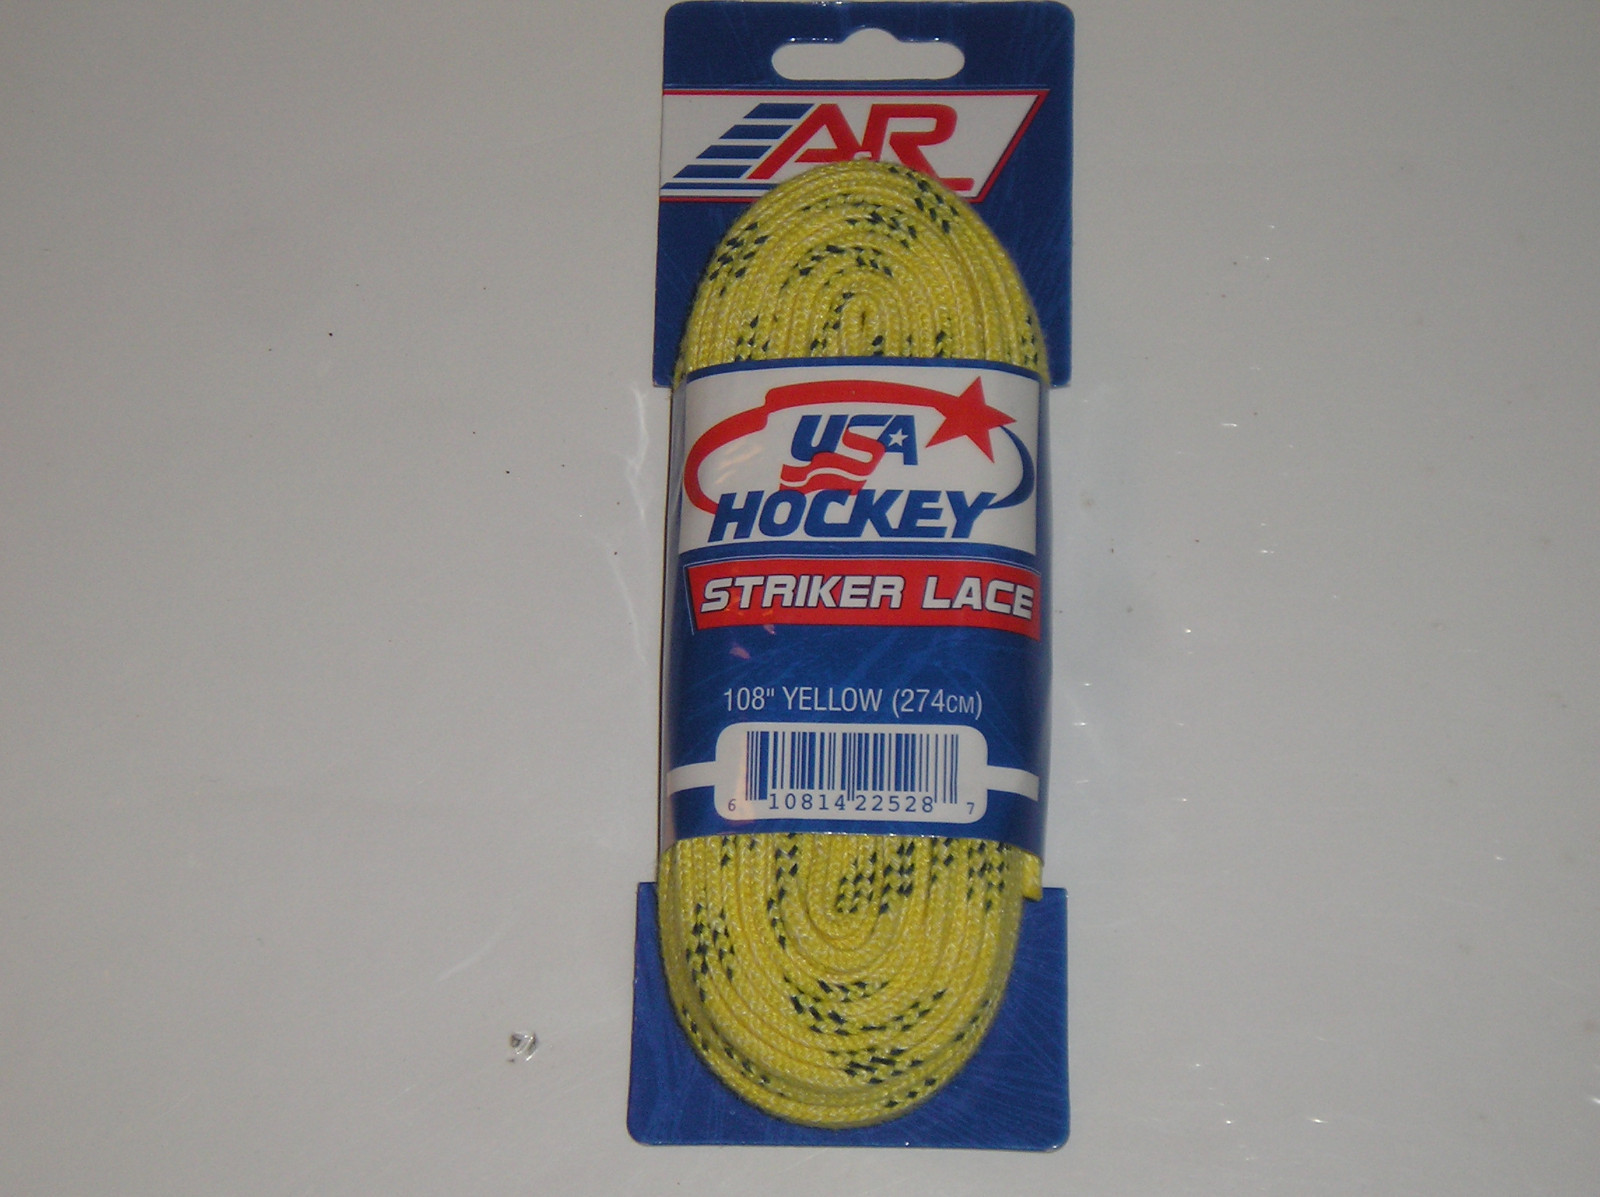 A&R
USA
HOCKEY
STRIKER LACE
108" YELLOW (274CM)
6 10814 22528 7